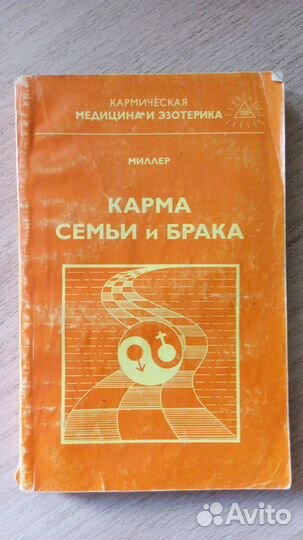 КАРМИЧЕСКАЯ
МЕДИЦИНА И ЭЗОТЕРИКА
МИЛЛЕР
КАРМА
СЕМЬИ и БРАКА
Avito